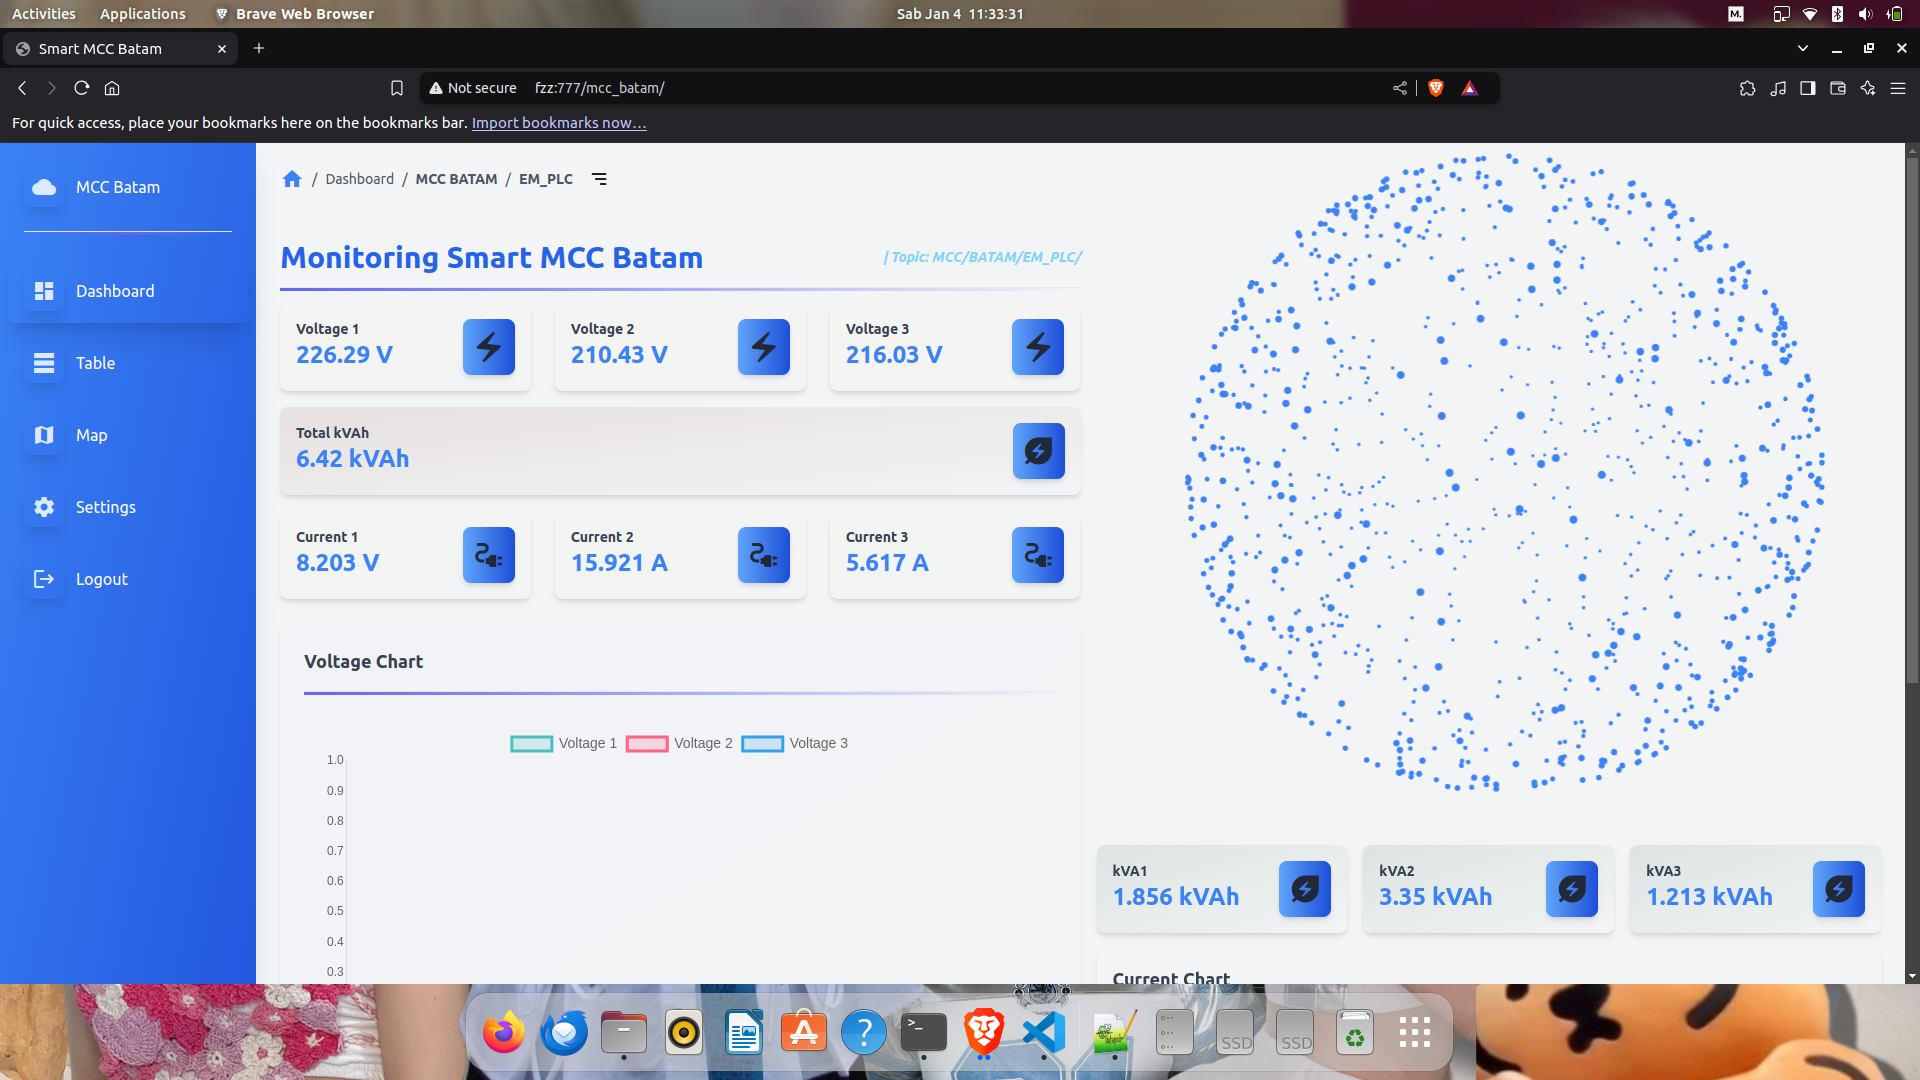 Activities Applications Brave Web Browser Sab Jan 4 11:33:31 M.
Smart MCC Batam
Not secure fzz:777/mcc_batam/
For quick access, place your bookmarks here on the bookmarks bar. Import bookmarks now...
MCC Batam
Dashboard
Table
Map
Settings
Logout
/ Dashboard / MCC BATAM / EM_PLC
Monitoring Smart MCC Batam
| Topic: MCC/BATAM/EM_PLC/
Voltage 1
226.29 V
Voltage 2
210.43 V
Voltage 3
216.03 V
Total kVAh
6.42 kVAh
Current 1
8.203 V
Current 2
15.921 A
Current 3
5.617 A
Voltage Chart
Voltage 1 Voltage 2 Voltage 3
1.0
0.9
0.8
0.7
0.6
0.5
0.4
0.3
kVA1
1.856 kVAh
kVA2
3.35 kVAh
kVA3
1.213 kVAh
Current Chart
SSD
SSD